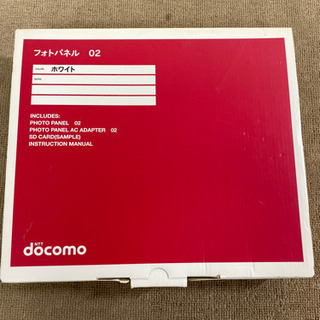 フォトパネル 02
ホワイト
INCLUDES:
PHOTO PANEL 02
PHOTO PANEL AC ADAPTER 02
SD CARD(SAMPLE)
INSTRUCTION MANUAL
NTT
docomo